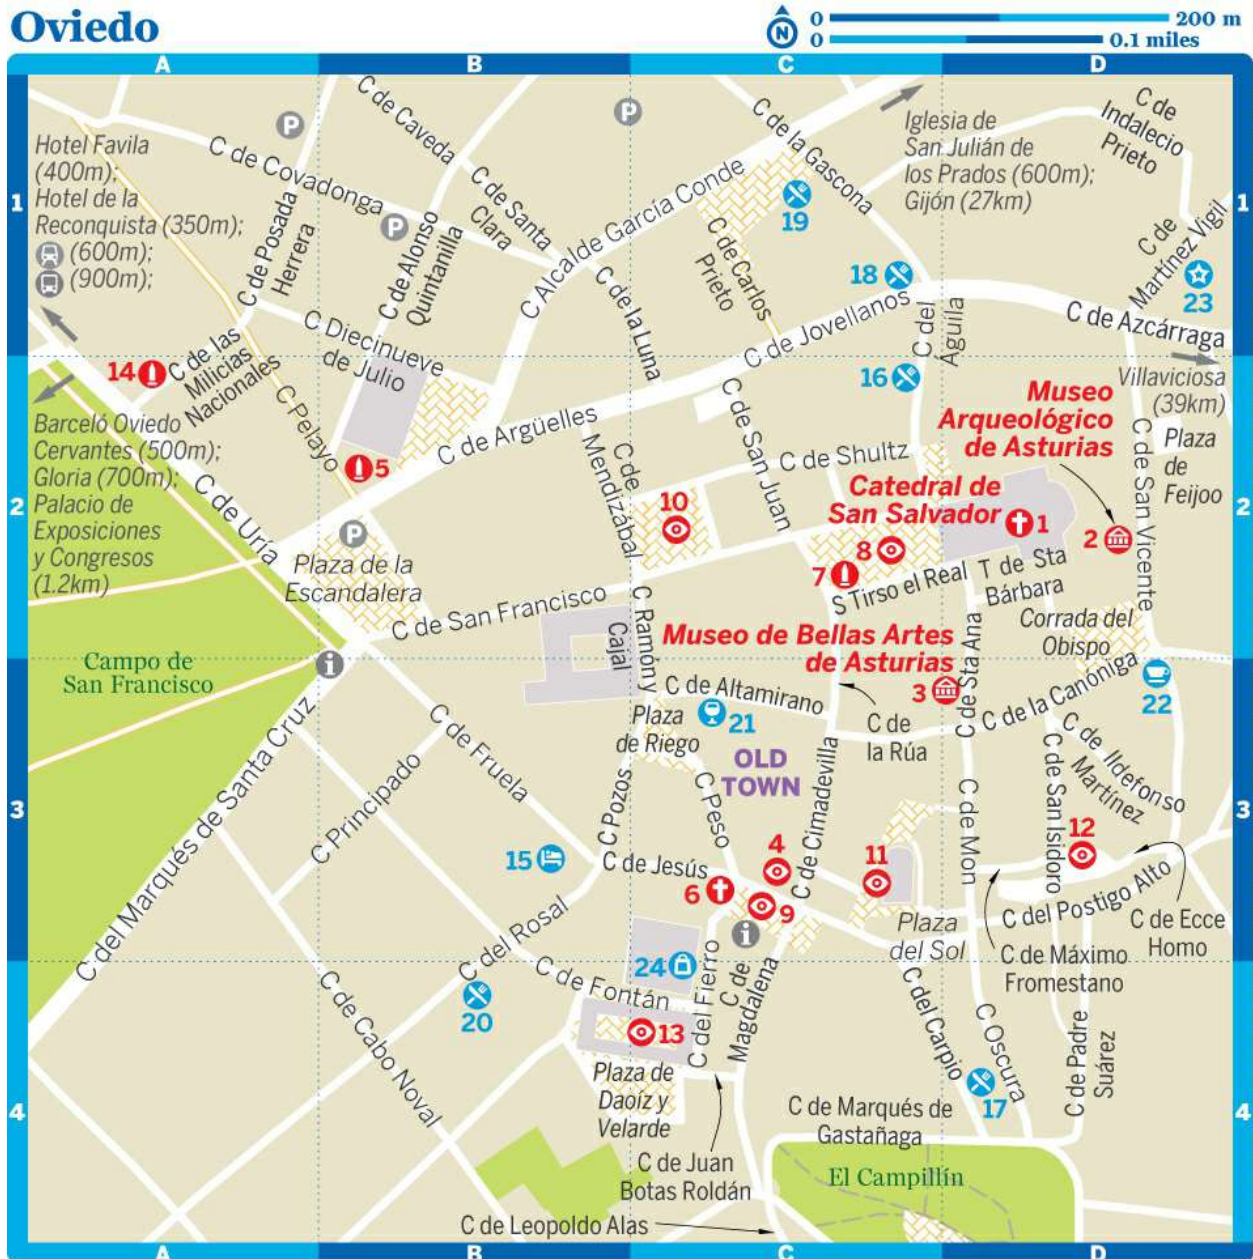 Oviedo
N
0
200 m
0
0.1 miles
A
B
C
D
1
1
2
2
3
3
4
4
A
B
C
D
Hotel Favila
(400m);
Hotel de la
Reconquista (350m);
(600m);
(900m);
P
P
P
P
C de Covadonga
C de Caveda
C de Santa
Clara
C de Posada
Herrera
C de Alonso
Quintanilla
C Alcalde García Conde
C de la Gascona
19
C de Carlos
Prieto
18
C de la Luna
Iglesia de
San Julián de
los Prados (600m);
Gijón (27km)
C de
Indalecio
Prieto
C de
Martínez Vigil
23
C de Azcárraga
C de Jovellanos
C del
Águila
C Diecinueve
de Julio
14
C de las
Milicias
Nacionales
C Pelayo
5
C de Argüelles
16
Villaviciosa
(39km)
Museo
Arqueológico
de Asturias
Barceló Oviedo
Cervantes (500m);
Gloria (700m);
Palacio de
Exposiciones
y Congresos
(1.2km)
C de Uría
C de
Mendizábal
C de San Juan
C de Shultz
Catedral de
San Salvador
1
2
C de San Vicente
Plaza
de
Feijoo
10
8
7
Plaza de la
Escandalera
C de San Francisco
C Ramón y
Cajal
S Tirso el Real
T de Sta
Bárbara
Corrada del
Obispo
Museo de Bellas Artes
de Asturias
3
Campo de
San Francisco
i
C de Altamirano
C de Sta Ana
C de la Canóniga
22
21
Plaza
de Riego
OLD
TOWN
C de
la Rúa
C de Ildefonso
Martínez
C de San Isidoro
C de Fruela
C Principado
C del Marqués de Santa Cruz
C Pozos
C Peso
C de Cimadevilla
C de Mon
12
15
C de Jesús
4
11
6
9
i
C del Rosal
Plaza
del Sol
C del Postigo Alto
C de Ecce
Homo
C de Máximo
Fromestano
24
C de Fontán
C del Fierro
C de
Magdalena
20
13
C de Cabo Noval
C del Carpio
C Oscura
C de Padre
Suárez
17
Plaza de
Daoíz y
Velarde
C de Marqués de
Gastañaga
C de Juan
Botas Roldán
El Campillín
C de Leopoldo Alas